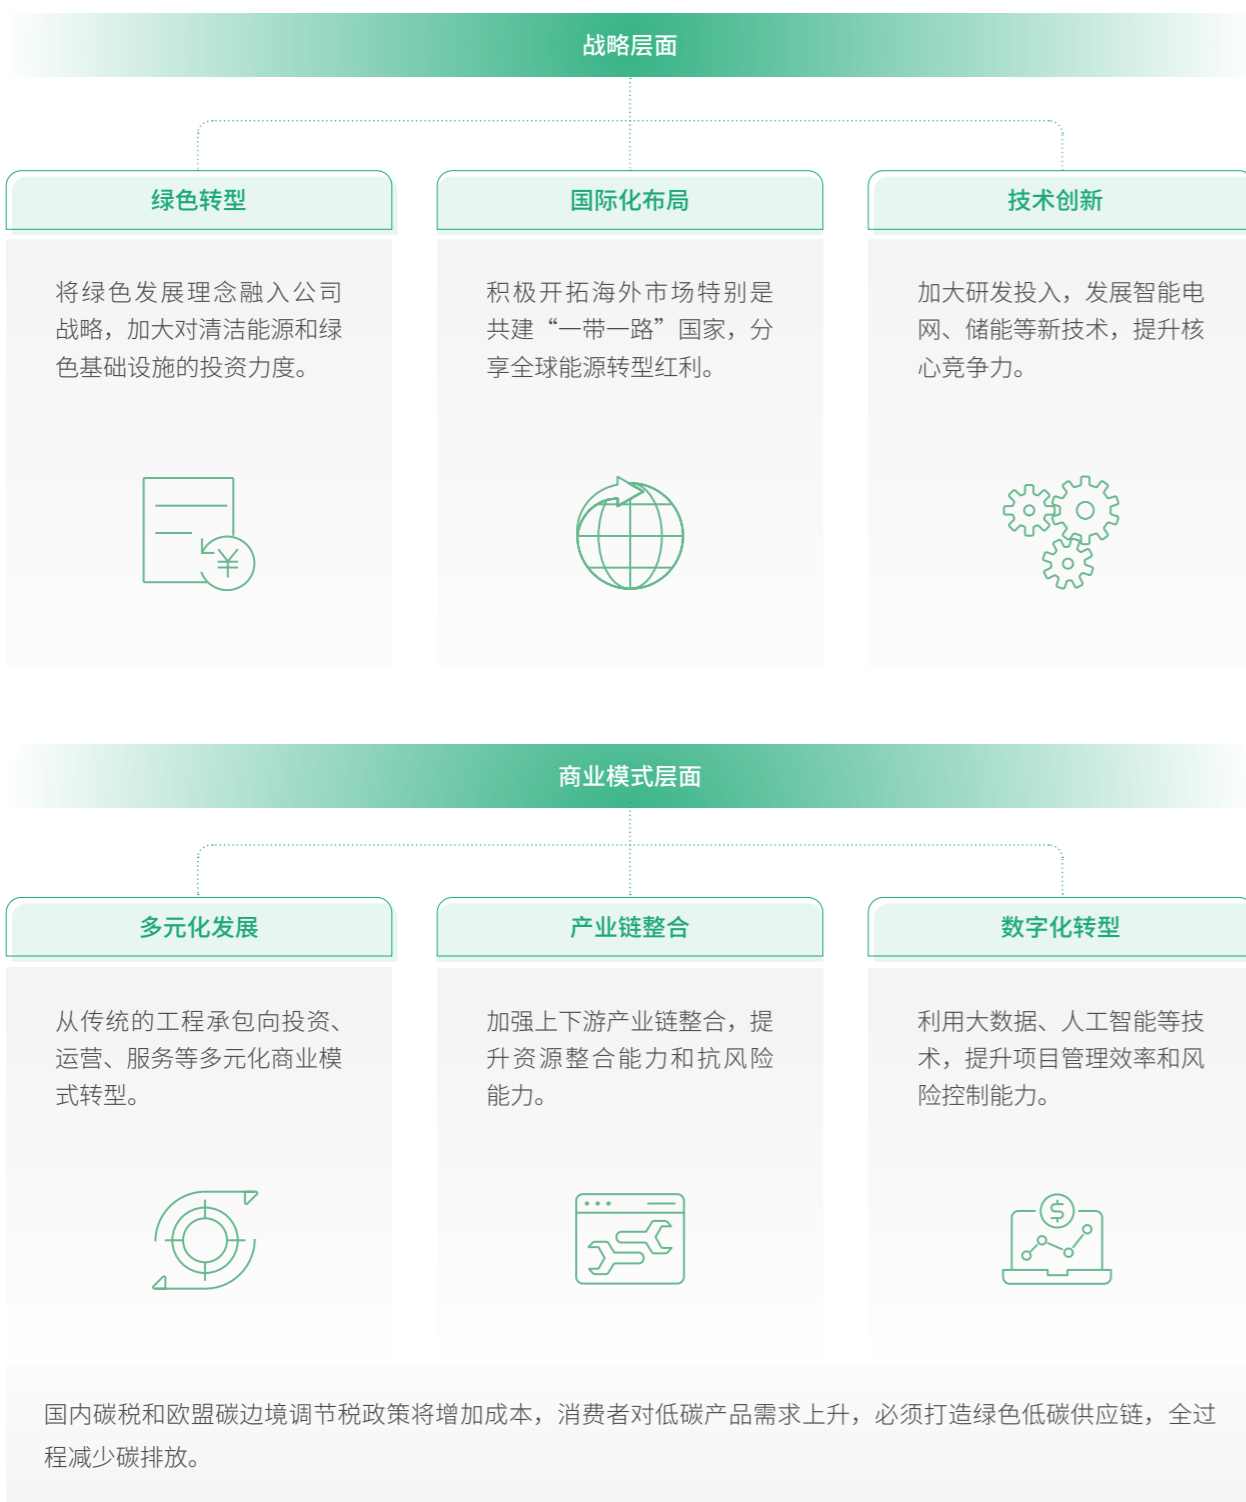 战略层面
绿色转型
将绿色发展理念融入公司
战略，加大对清洁能源和绿
色基础设施的投资力度。
国际化布局
积极开拓海外市场特别是
共建“一带一路”国家，分
享全球能源转型红利。
技术创新
加大研发投入，发展智能电
网、储能等新技术，提升核
心竞争力。
商业模式层面
多元化发展
从传统的工程承包向投资、
运营、服务等多元化商业模
式转型。
产业链整合
加强上下游产业链整合，提
升资源整合能力和抗风险
能力。
数字化转型
利用大数据、人工智能等技
术，提升项目管理效率和风
险控制能力。
国内碳税和欧盟碳边境调节税政策将增加成本，消费者对低碳产品需求上升，必须打造绿色低碳供应链，全过
程减少碳排放。